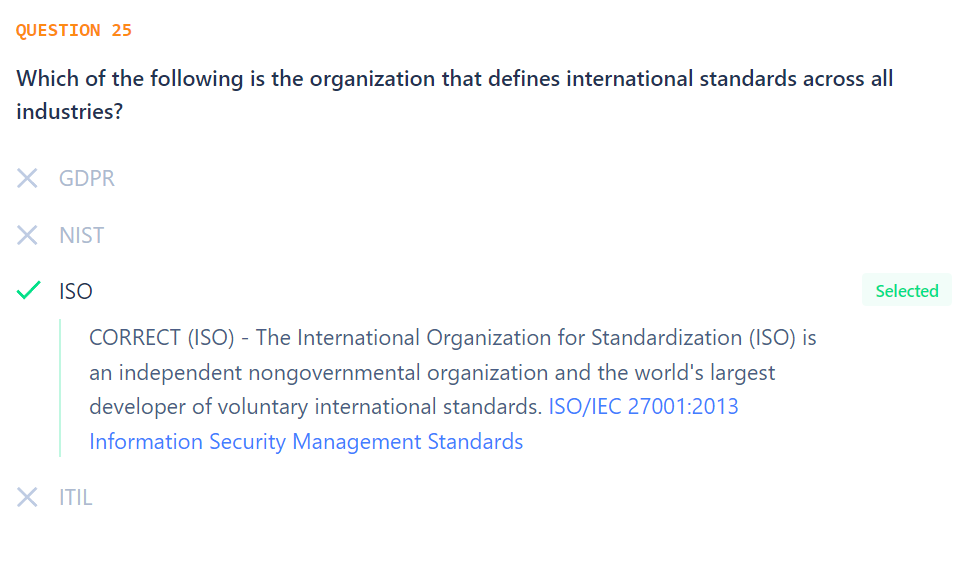 QUESTION 25
Which of the following is the organization that defines international standards across all
industries?
GDPR
NIST
ISO
Selected
CORRECT (ISO) - The International Organization for Standardization (ISO) is
an independent nongovernmental organization and the world's largest
developer of voluntary international standards. ISO/IEC 27001:2013
Information Security Management Standards
ITIL